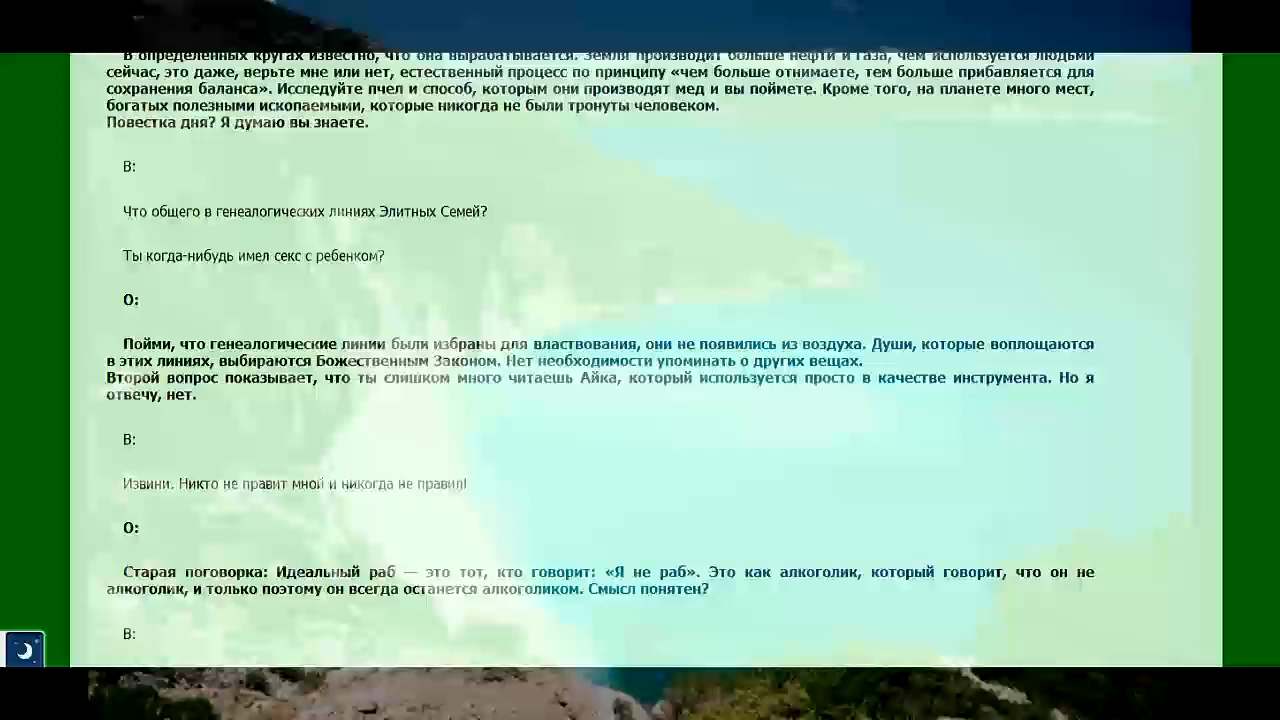 В определенных кругах известно, что она вырабатывается. Земля производит больше нефти и газа, чем используется людьми
сейчас, это даже, верьте мне или нет, естественный процесс по принципу «чем больше отнимаете, тем больше прибавляется для
сохранения баланса». Исследуйте пчел и способ, которым они производят мед и вы поймете. Кроме того, на планете много мест,
богатых полезными ископаемыми, которые никогда не были тронуты человеком.
Повестка дня? Я думаю вы знаете.
В:
Что общего в генеалогических линиях Элитных Семей?
Ты когда-нибудь имел секс с ребенком?
О:
Пойми, что генеалогические линии были избраны для властвования, они не появились из воздуха. Души, которые воплощаются
в этих линиях, выбираются Божественным Законом. Нет необходимости упоминать о других вещах.
Второй вопрос показывает, что ты слишком много читаешь Айка, который используется просто в качестве инструмента. Но я
отвечу, нет.
В:
Извини. Никто не правит мной и никогда не правил!
О:
Старая поговорка: Идеальный раб — это тот, кто говорит: «Я не раб». Это как алкоголик, который говорит, что он не
алкоголик, и только поэтому он всегда останется алкоголиком. Смысл понятен?
В: